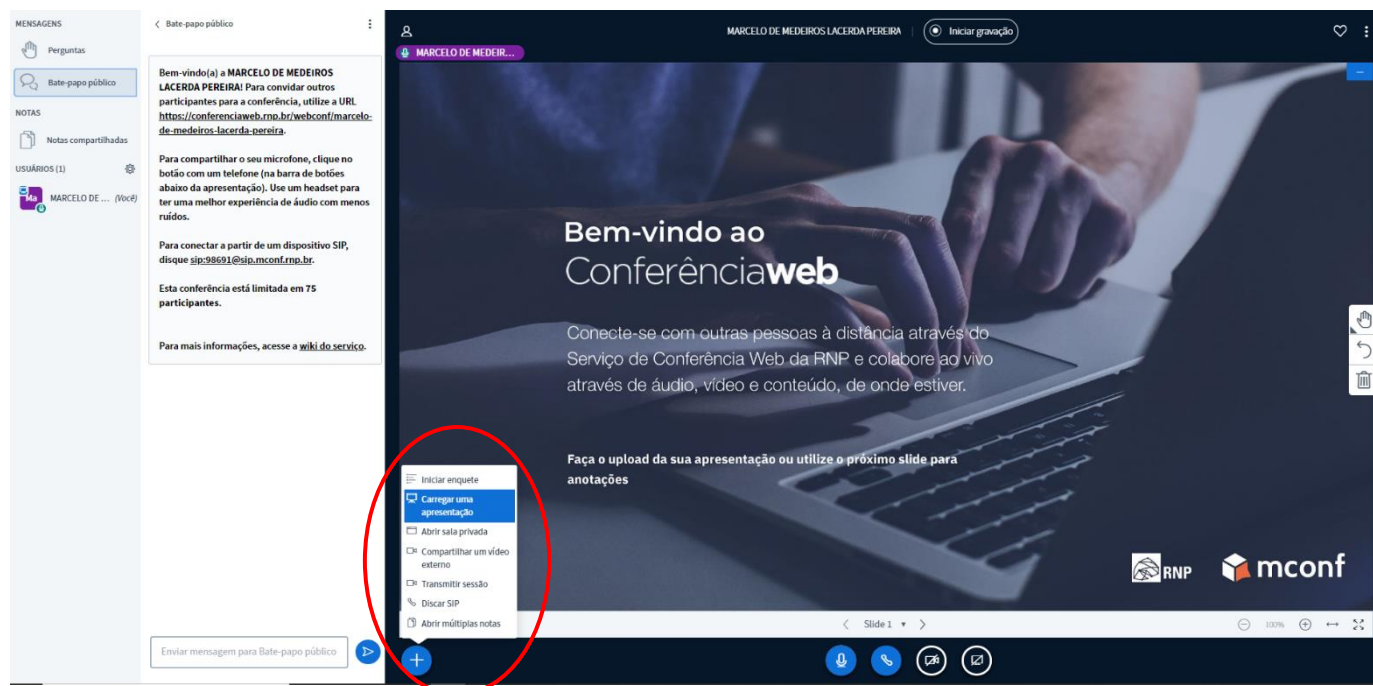 MENSAGENS
Perguntas
Bate-papo público
NOTAS
Notas compartilhadas
USUÁRIOS (1)
Ma
MARCELO DE ... (Você)
Bate-papo público
Bem-vindo(a) a MARCELO DE MEDEIROS
LACERDA PEREIRA! Para convidar outros
participantes para a conferência, utilize a URL
https://conferenciaweb.rnp.br/webconf/marcelo-
de-medeiros-lacerda-pereira.
Para compartilhar o seu microfone, clique no
botão com um telefone (na barra de botões
abaixo da apresentação). Use um headset para
ter uma melhor experiência de áudio com menos
ruídos.
Para conectar a partir de um dispositivo SIP,
disque sip:98691@sip.mconf.rnp.br.
Esta conferência está limitada em 75
participantes.
Para mais informações, acesse a wiki do serviço.
Enviar mensagem para Bate-papo público
MARCELO DE MEDEIROS LACERDA PEREIRA
Iniciar gravação
MARCELO DE MEDEIR...
Bem-vindo ao
Conferênciaweb
Conecte-se com outras pessoas à distância através do
Serviço de Conferência Web da RNP e colabore ao vivo
através de áudio, vídeo e conteúdo, de onde estiver.
Faça o upload da sua apresentação ou utilize o próximo slide para
anotações
RNP
mconf
Iniciar enquete
Carregar uma
apresentação
Abrir sala privada
Compartilhar um vídeo
externo
Transmitir sessão
Discar SIP
Abrir múltiplas notas
Slide 1
100%